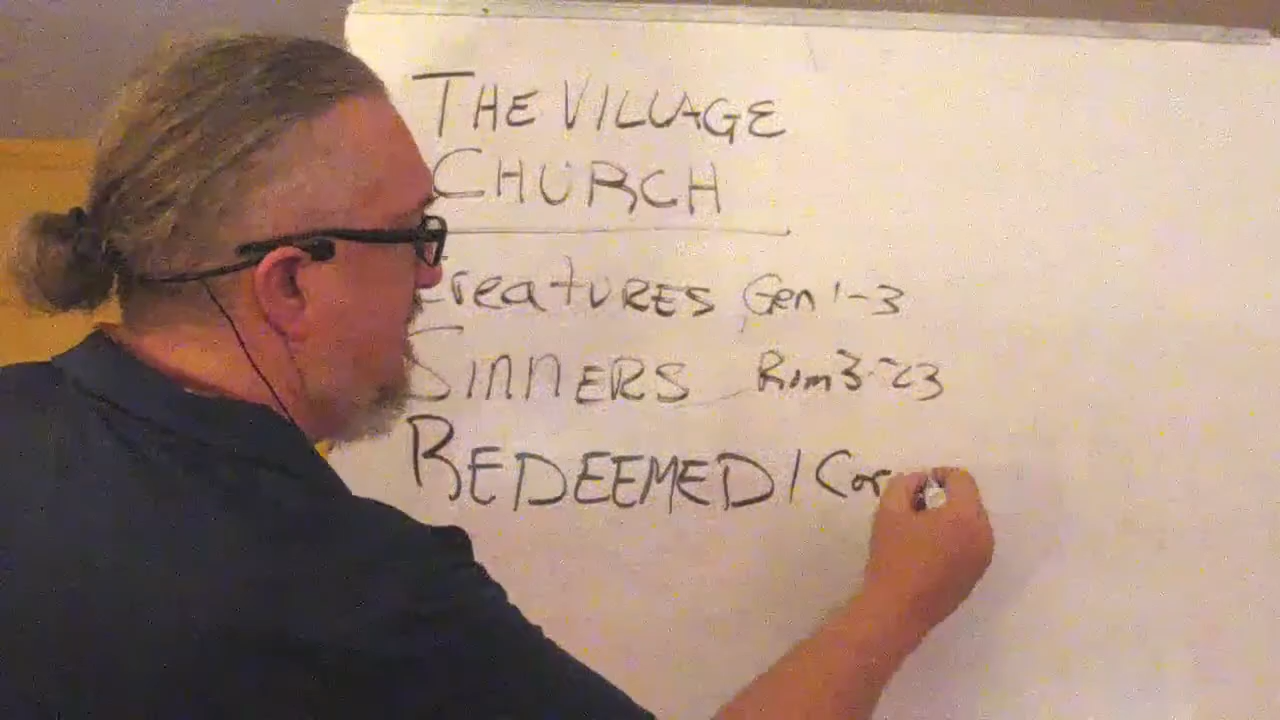 THE VILLAGE
CHURCH
CreatURES Gen 1-3
SINNERS Rom 3-23
REDEEMED 1 Cor